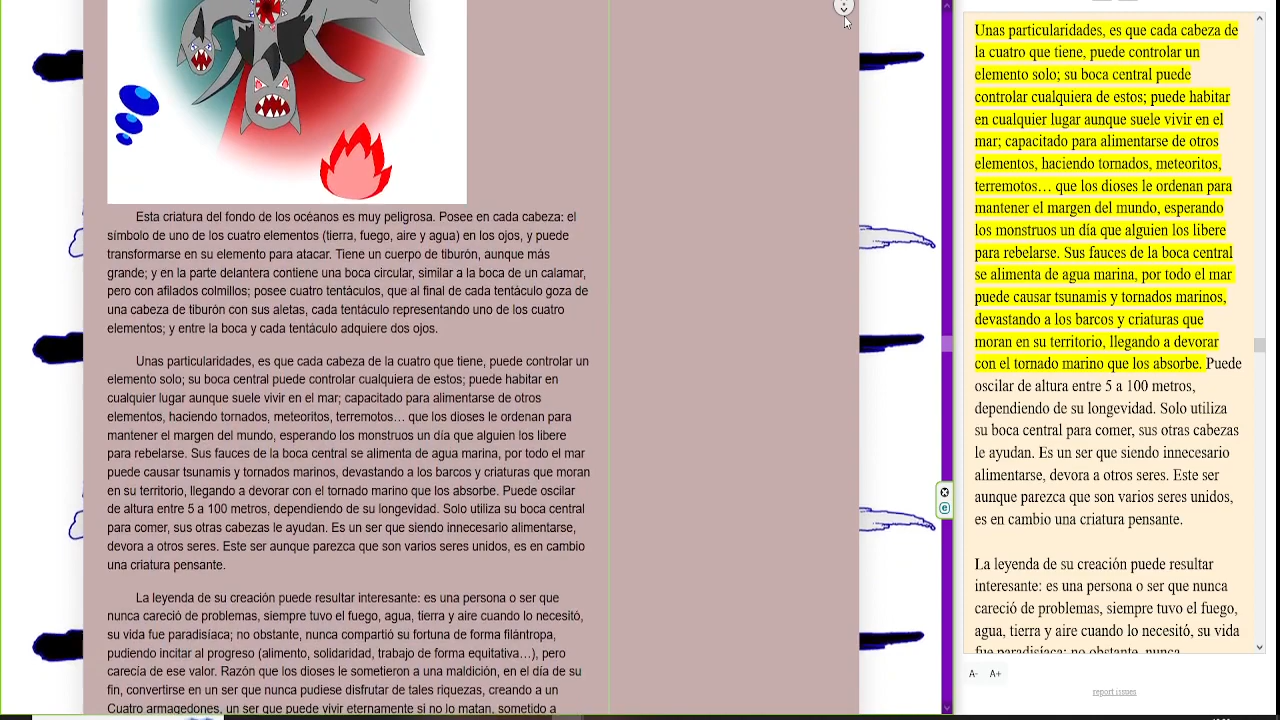 Esta criatura del fondo de los océanos es muy peligrosa. Posee en cada cabeza: el
símbolo de uno de los cuatro elementos (tierra, fuego, aire y agua) en los ojos, y puede
transformarse en su elemento para atacar. Tiene un cuerpo de tiburón, aunque más
grande; y en la parte delantera contiene una boca circular, similar a la boca de un calamar,
pero con afilados colmillos; posee cuatro tentáculos, que al final de cada tentáculo goza de
una cabeza de tiburón con sus aletas, cada tentáculo representando uno de los cuatro
elementos; y entre la boca y cada tentáculo adquiere dos ojos.
Unas particularidades, es que cada cabeza de la cuatro que tiene, puede controlar un
elemento solo; su boca central puede controlar cualquiera de estos; puede habitar en
cualquier lugar aunque suele vivir en el mar; capacitado para alimentarse de otros
elementos, haciendo tornados, meteoritos, terremotos… que los dioses le ordenan para
mantener el margen del mundo, esperando los monstruos un día que alguien los libere
para rebelarse. Sus fauces de la boca central se alimenta de agua marina, por todo el mar
puede causar tsunamis y tornados marinos, devastando a los barcos y criaturas que moran
en su territorio, llegando a devorar con el tornado marino que los absorbe. Puede oscilar
de altura entre 5 a 100 metros, dependiendo de su longevidad. Solo utiliza su boca central
para comer, sus otras cabezas le ayudan. Es un ser que siendo innecesario alimentarse,
devora a otros seres. Este ser aunque parezca que son varios seres unidos, es en cambio
una criatura pensante.
La leyenda de su creación puede resultar interesante: es una persona o ser que
nunca careció de problemas, siempre tuvo el fuego, agua, tierra y aire cuando lo necesitó,
su vida fue paradisíaca; no obstante, nunca compartió su fortuna de forma filántropa,
pudiendo incitar al progreso (alimento, solidaridad, trabajo de forma equitativa…), pero
carecía de ese valor. Razón que los dioses le sometieron a una maldición, en el día de su
fin, convertirse en un ser que nunca pudiese disfrutar de tales riquezas, creando a un
Cuatro armagedones, un ser que puede vivir eternamente si no lo matan, sometido a
Unas particularidades, es que cada cabeza de
la cuatro que tiene, puede controlar un
elemento solo; su boca central puede
controlar cualquiera de estos; puede habitar
en cualquier lugar aunque suele vivir en el
mar; capacitado para alimentarse de otros
elementos, haciendo tornados, meteoritos,
terremotos… que los dioses le ordenan para
mantener el margen del mundo, esperando
los monstruos un día que alguien los libere
para rebelarse. Sus fauces de la boca central
se alimenta de agua marina, por todo el mar
puede causar tsunamis y tornados marinos,
devastando a los barcos y criaturas que
moran en su territorio, llegando a devorar
con el tornado marino que los absorbe. Puede
oscilar de altura entre 5 a 100 metros,
dependiendo de su longevidad. Solo utiliza
su boca central para comer, sus otras cabezas
le ayudan. Es un ser que siendo innecesario
alimentarse, devora a otros seres. Este ser
aunque parezca que son varios seres unidos,
es en cambio una criatura pensante.
La leyenda de su creación puede resultar
interesante: es una persona o ser que nunca
careció de problemas, siempre tuvo el fuego,
agua, tierra y aire cuando lo necesitó, su vida
fue paradisíaca; no obstante, nunca
A- A+
report issues